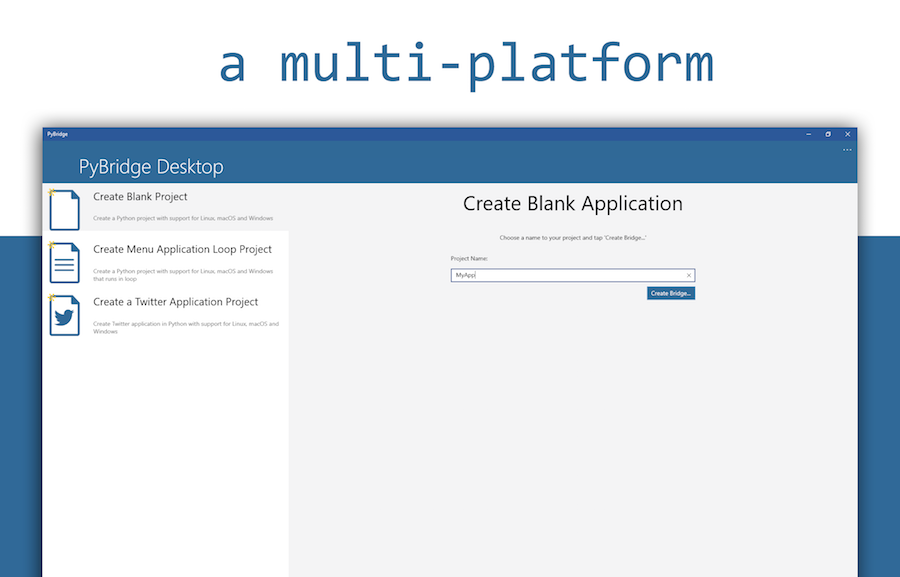 a multi-platform
PyBridge
PyBridge Desktop
Create Blank Project
Create a Python project with support for Linus, macOS and Windows
Create Menu Application Loop Project
Create a Python project with support for Linus, macOS and Windows
that runs in loop
Create a Twitter Application Project
Create Twitter application in Python with support for Linus, macOS and
Windows
Create Blank Application
Choose a name to your project and tap 'Create Bridge...'
Project Name:
MyApp
Create Bridge...